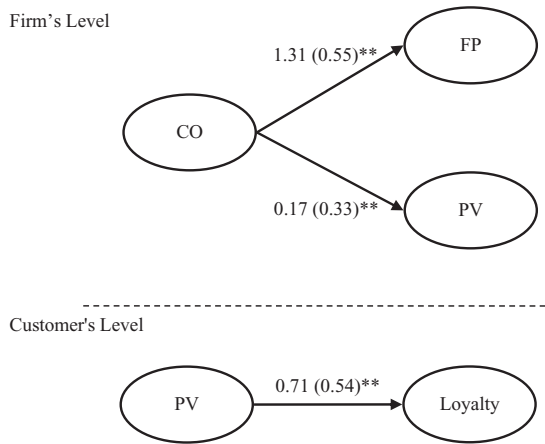 Firm’s Level
FP
1.31 (0.55)**
CO
0.17 (0.33)**
PV
Customer's Level
0.71 (0.54)**
PV
Loyalty